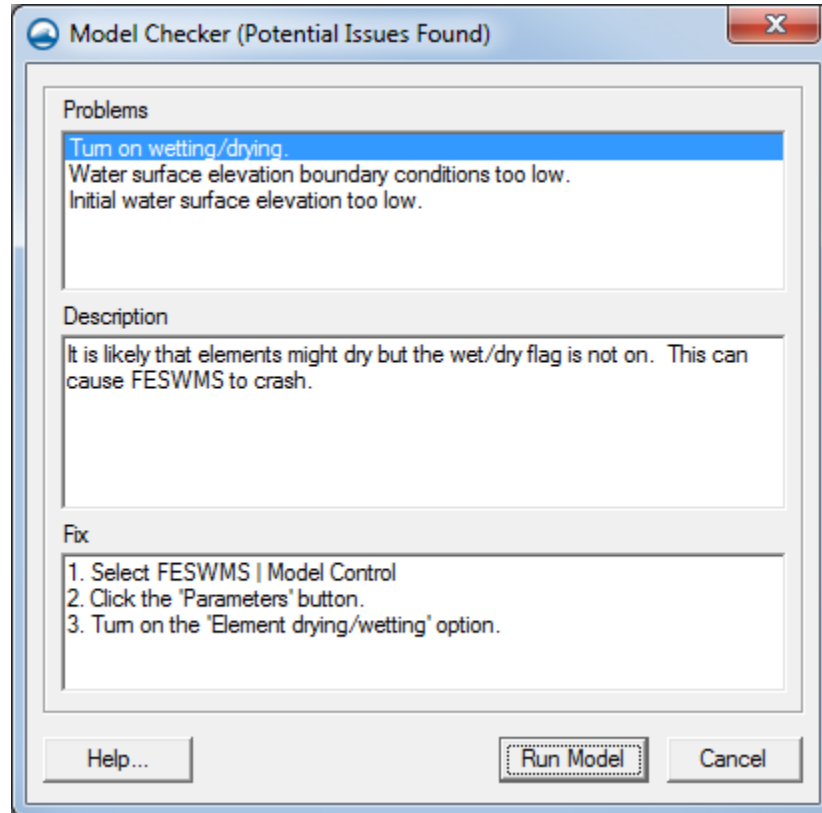 Model Checker (Potential Issues Found)
Problems
Turn on wetting/drying.
Water surface elevation boundary conditions too low.
Initial water surface elevation too low.
Description
It is likely that elements might dry but the wet/dry flag is not on.  This can
cause FESWMS to crash.
Fix
1. Select FESWMS | Model Control
2. Click the 'Parameters' button.
3. Turn on the 'Element drying/wetting' option.
Help...
Run Model
Cancel